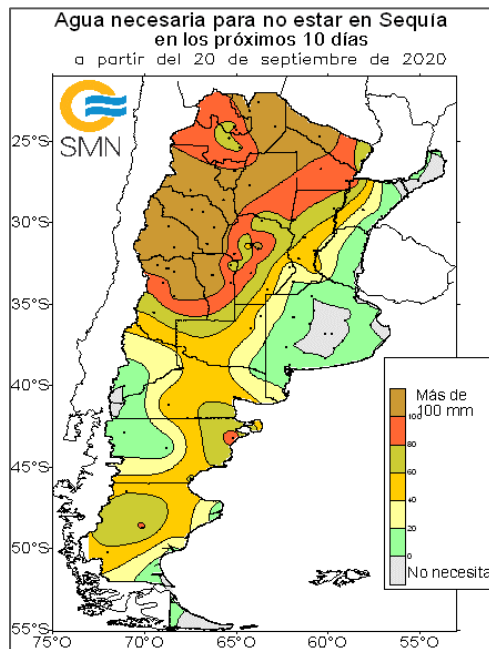 Agua necesaria para no estar en Sequía
en los próximos 10 días
a partir del 20 de septiembre de 2020
SMN
25°S
30°S
35°S
40°S
45°S
50°S
55°S
75°O
70°O
65°O
60°O
55°O
Más de
100 mm
100
80
60
40
20
0
No necesita